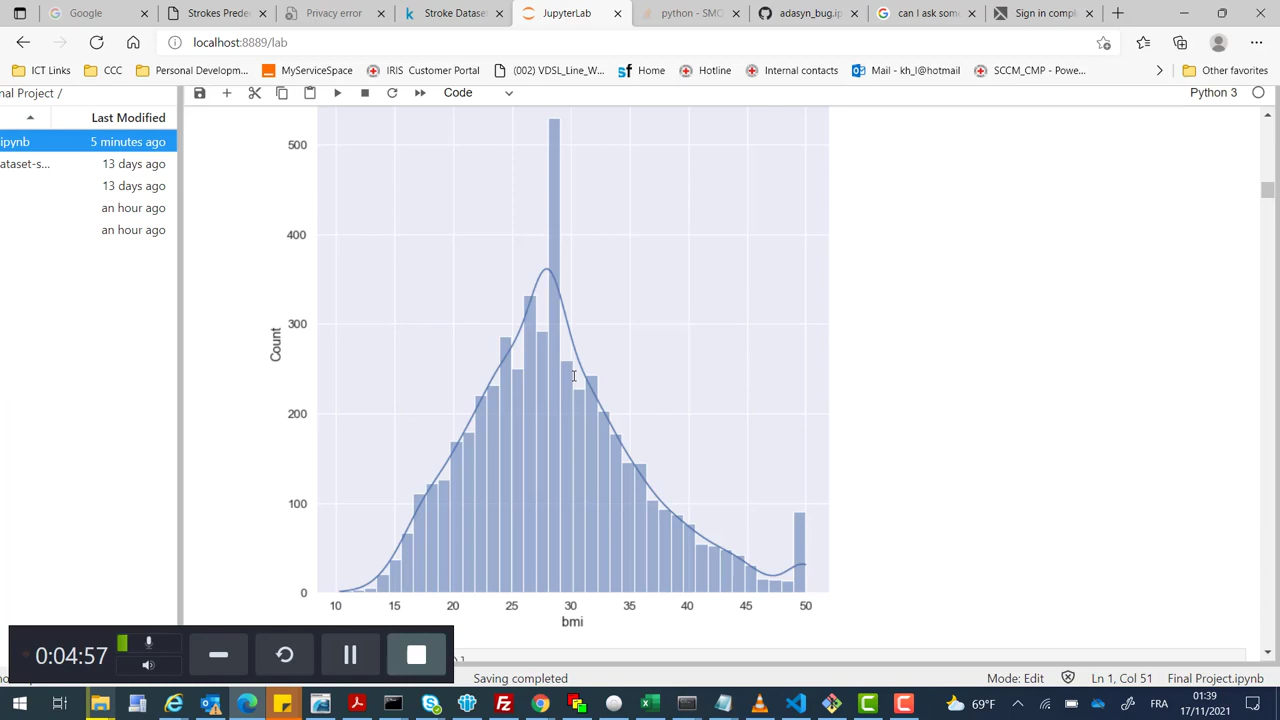 Google
Strokes Prede
Privacy error
Stroke Dataset
JupyterLab
python - SMC
adasyn_bug.ip
can I ask som
Sign in comple
localhost:8889/lab
ICT Links
CCC
Personal Developm...
MyServiceSpace
IRIS Customer Portal
(002) VDSL_Line_W...
Home
Hotline
Internal contacts
Mail - kh_l@hotmail
SCCM_CMP - Powe...
Other favorites
nal Project /
Code
Python 3
Last Modified
ipynb 5 minutes ago
ataset-s... 13 days ago
13 days ago
an hour ago
an hour ago
500
400
300
200
100
0
Count
10 15 20 25 30 35 40 45 50
bmi
0:04:57
Saving completed
Mode: Edit
Ln 1, Col 51
Final Project.ipynb
69°F
FRA
01:39
17/11/2021